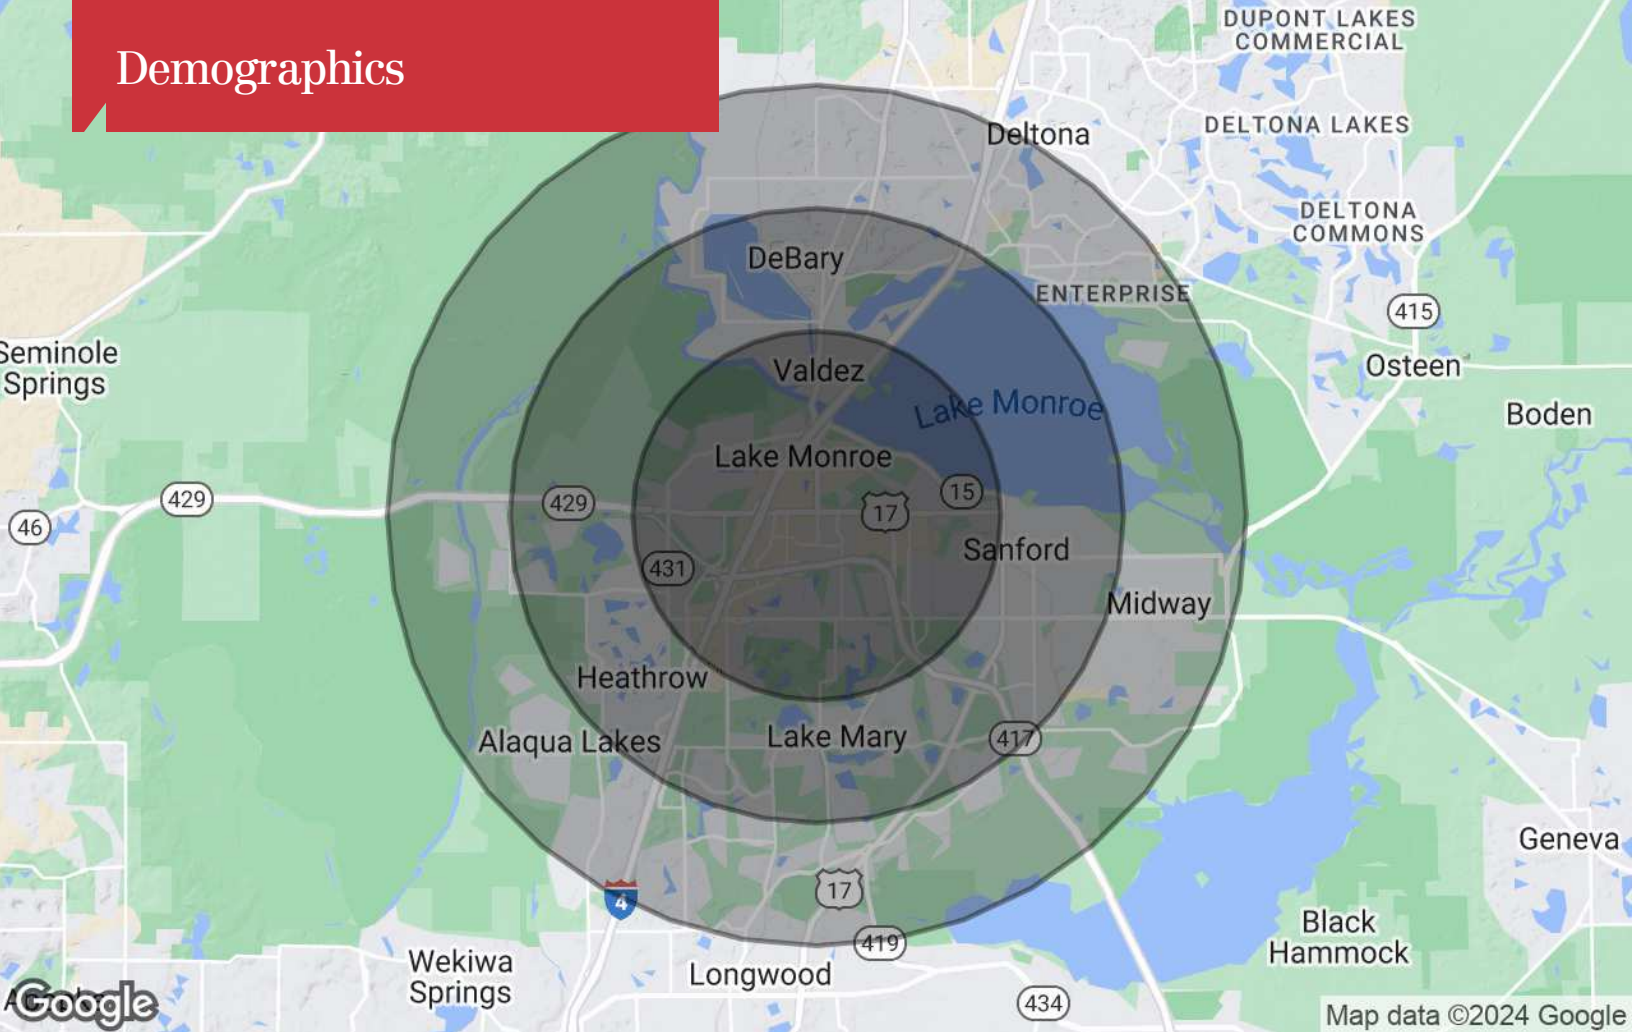 Demographics
DUPONT LAKES
COMMERCIAL
Deltona
DELTONA LAKES
DELTONA
COMMONS
DeBary
ENTERPRISE
415
Seminole
Springs
Valdez
Osteen
Lake Monroe
Boden
Lake Monroe
429
429
15
17
46
Sanford
431
Midway
Heathrow
Alaqua Lakes
Lake Mary
417
Geneva
17
4
Black
Hammock
419
Wekiwa
Springs
Longwood
434
Google
Map data ©2024 Google